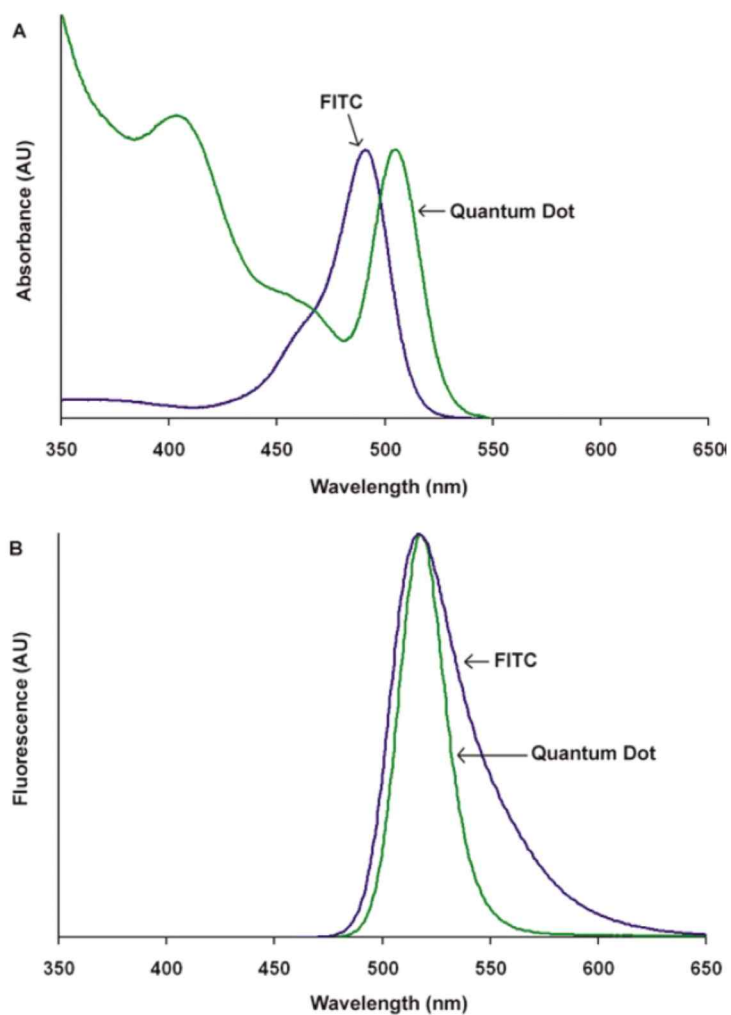 A
FITC
Quantum Dot
Absorbance (AU)
350 400 450 500 550 600 6500
Wavelength (nm)
B
FITC
Quantum Dot
Fluorescence (AU)
350 400 450 500 550 600 650
Wavelength (nm)